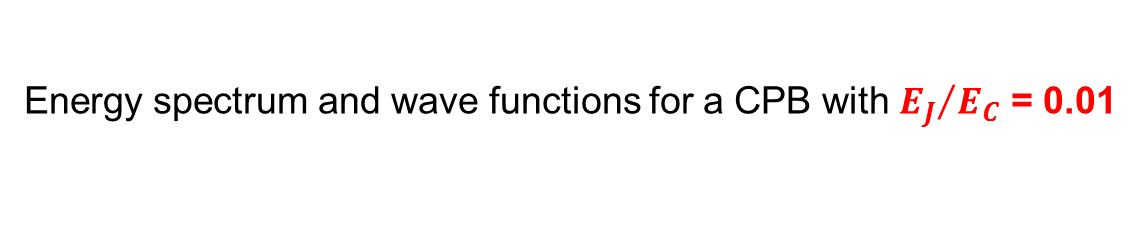 Energy spectrum and wave functions for a CPB with E_J/E_C = 0.01